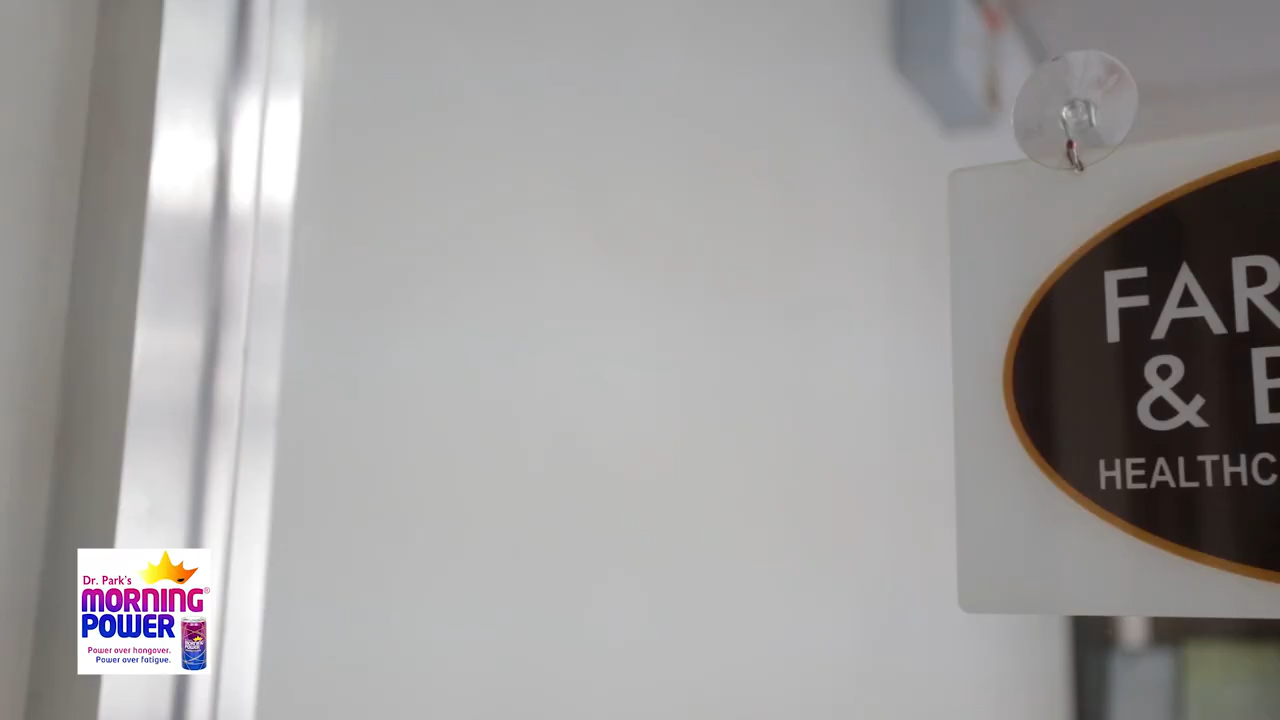 FAR
& E
HEALTHC
Dr. Park's
MORNING®
POWER
Power over hangover.
Power over fatigue.